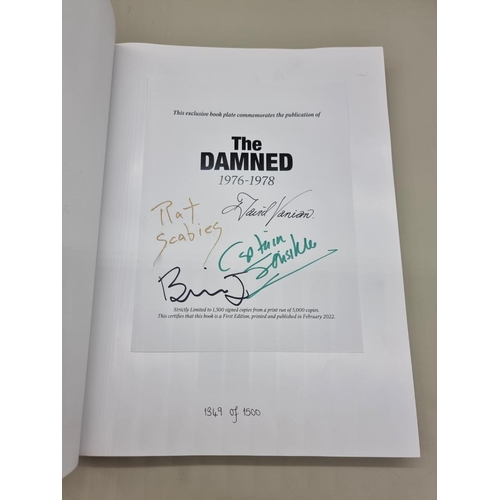 This exclusive book plate commemorates the publication of
The
DAMNED
1976-1978
Rat
Scabies
David Vanian
Captain
Sensible
Strictly Limited to 1,500 signed copies from a print run of 5,000 copies.
This certifies that this book is a First Edition, printed and published in February 2022.
1349 of 1500